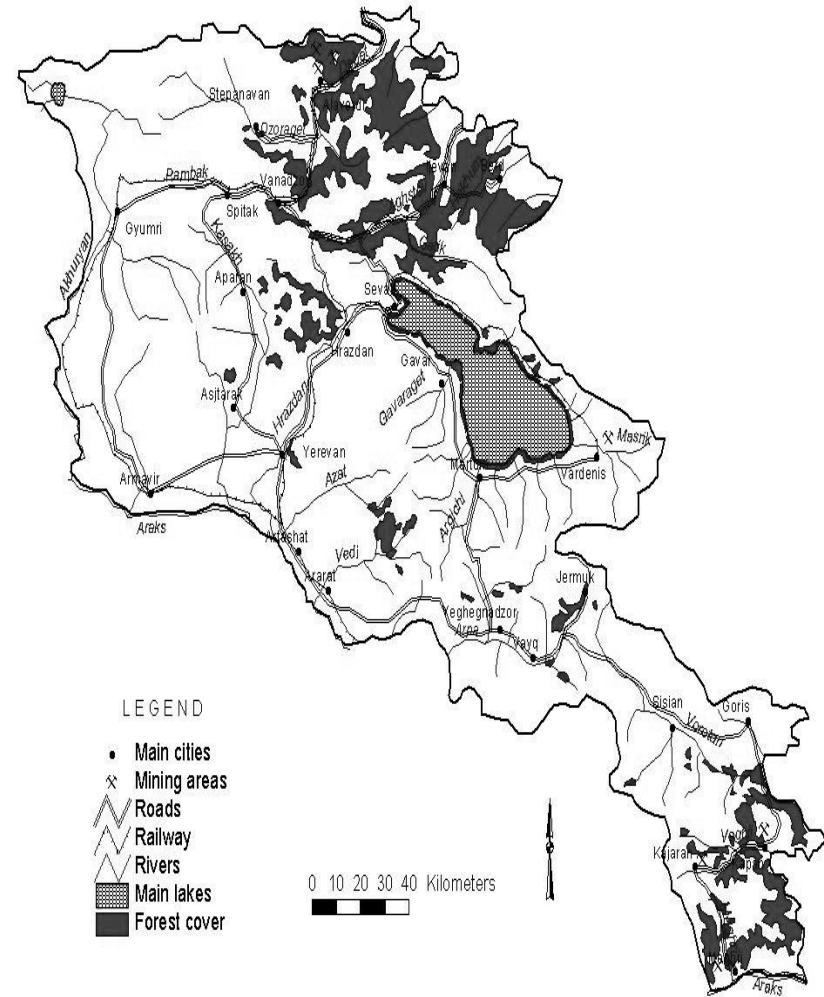 Stepanavan
Dzoraget
Pambak
Vanadzor
Spitak
Gyumri
Akhuryan
Kasakh
Aparan
Hrazdan
Gavar
Gavaraget
Asjtarak
Hrazdan
Yerevan
Masrik
Vardenis
Armavir
Azat
Argichi
Araks
Artashat
Vedi
Ararat
Jermuk
Yeghegnadzor
Arpa
Vayq
Sisian
Goris
Vorotan
LEGEND
Main cities
Mining areas
Roads
Railway
Rivers
Main lakes
Forest cover
0 10 20 30 40 Kilometers
Kajaran
Araks